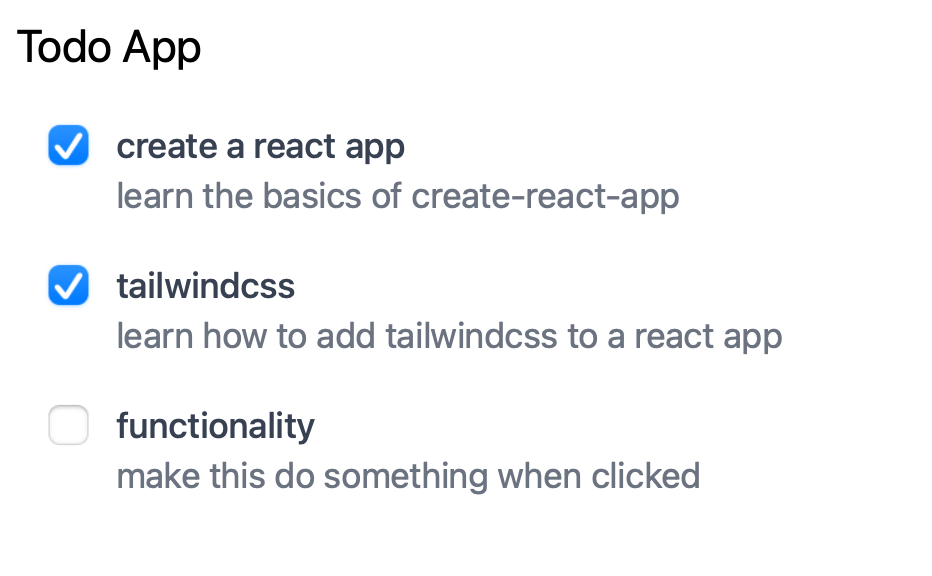 Todo App
create a react app
learn the basics of create-react-app
tailwindcss
learn how to add tailwindcss to a react app
functionality
make this do something when clicked